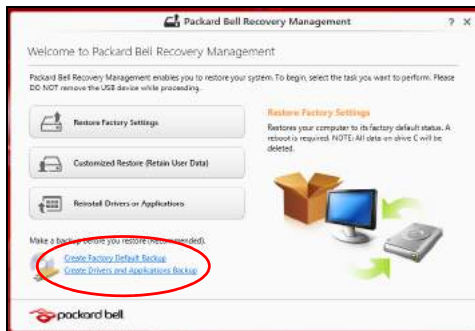 Packard Bell Recovery Management
? X
Welcome to Packard Bell Recovery Management
Packard Bell Recovery Management enables you to restore your system. To begin, select the task you want to perform. Please
DO NOT remove the USB device while proceeding.
Restore Factory Settings
Customized Restore (Retain User Data)
Reinstall Drivers or Applications
Restore Factory Settings
Restores your computer to its factory default status. A
reboot is required. NOTE: All data on drive C will be
deleted.
Make a backup before you restore (Recommended).
Create Factory Default Backup
Create Drivers and Applications Backup
packard bell